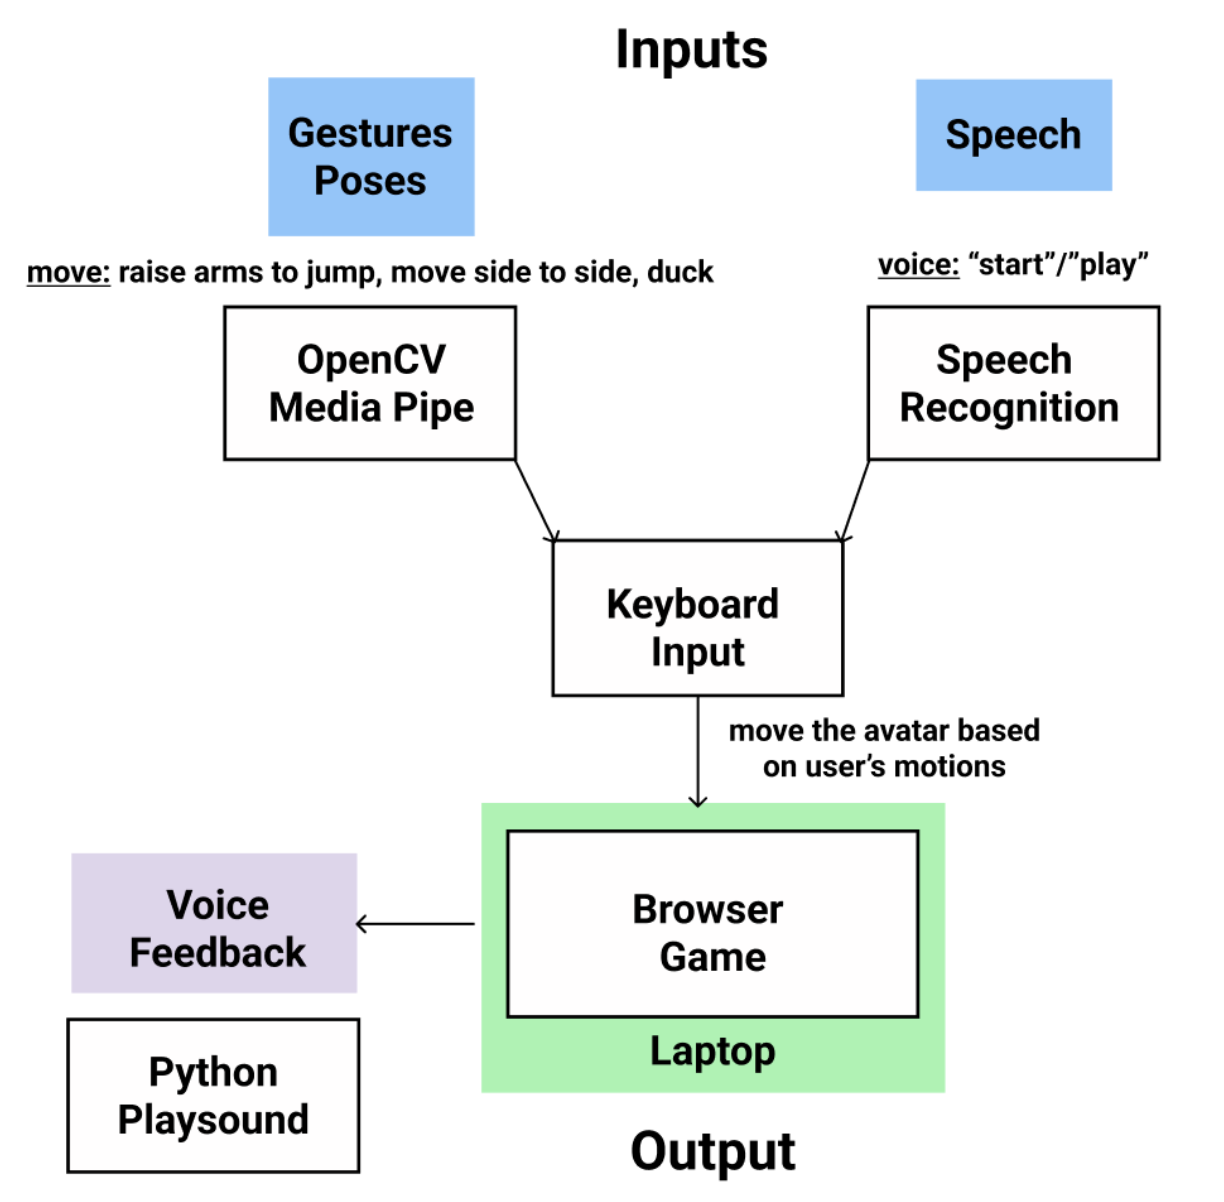 Inputs
Gestures
Poses
Speech
move: raise arms to jump, move side to side, duck
voice: “start”/”play”
OpenCV
Media Pipe
Speech
Recognition
Keyboard
Input
move the avatar based
on user’s motions
Voice
Feedback
Browser
Game
Laptop
Python
Playsound
Output